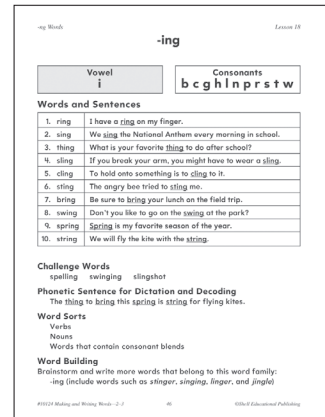 -ing Words Lesson 18
-ing
Vowel
i
Consonants
b c g h l n p r s t w
Words and Sentences
1. ring I have a ring on my finger.
2. sing We sing the National Anthem every morning in school.
3. thing What is your favorite thing to do after school?
4. sling If you break your arm, you might have to wear a sling.
5. cling To hold onto something is to cling to it.
6. sting The angry bee tried to sting me.
7. bring Be sure to bring your lunch on the field trip.
8. swing Don't you like to go on the swing at the park?
9. spring Spring is my favorite season of the year.
10. string We will fly the kite with the string.
Challenge Words
spelling swinging slingshot
Phonetic Sentence for Dictation and Decoding
The thing to bring this spring is string for flying kites.
Word Sorts
Verbs
Nouns
Words that contain consonant blends
Word Building
Brainstorm and write more words that belong to this word family:
-ing (include words such as stinger, singing, linger, and jingle)
#10124 Making and Writing Words—2–3 46 ©Shell Educational Publishing